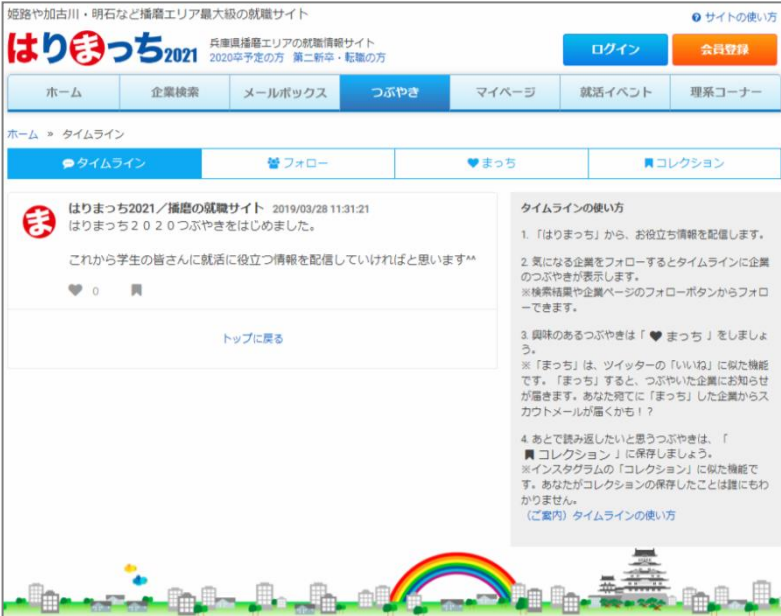 姫路や加古川・明石など播磨エリア最大級の就職サイト
サイトの使い方
はりまっち2021
兵庫県播磨エリアの就職情報サイト
2020卒予定の方 第二新卒・転職の方
ログイン
会員登録
ホーム
企業検索
メールボックス
つぶやき
マイページ
就活イベント
理系コーナー
ホーム » タイムライン
タイムライン
フォロー
まっち
コレクション
ま
はりまっち2021／播磨の就職サイト 2019/03/28 11:31:21
はりまっち２０２０つぶやきをはじめました。
これから学生の皆さんに就活に役立つ情報を配信していければと思います^^
0
トップに戻る
タイムラインの使い方
1. 「はりまっち」から、お役立ち情報を配信します。
2. 気になる企業をフォローするとタイムラインに企業
のつぶやきが表示します。
※検索結果や企業ページのフォローボタンからフォロ
ーできます。
3. 興味のあるつぶやきは「 ♥ まっち 」をしましょ
う。
※「まっち」は、ツイッターの「いいね」に似た機能
です。「まっち」すると、つぶやいた企業にお知らせ
が届きます。あなた宛てに「まっち」した企業からス
カウトメールが届くかも！？
4. あとで読み返したいと思うつぶやきは、「
コレクション 」に保存しましょう。
※インスタグラムの「コレクション」に似た機能で
す。あなたがコレクションの保存したことは誰にもわ
かりません。
（ご案内）タイムラインの使い方